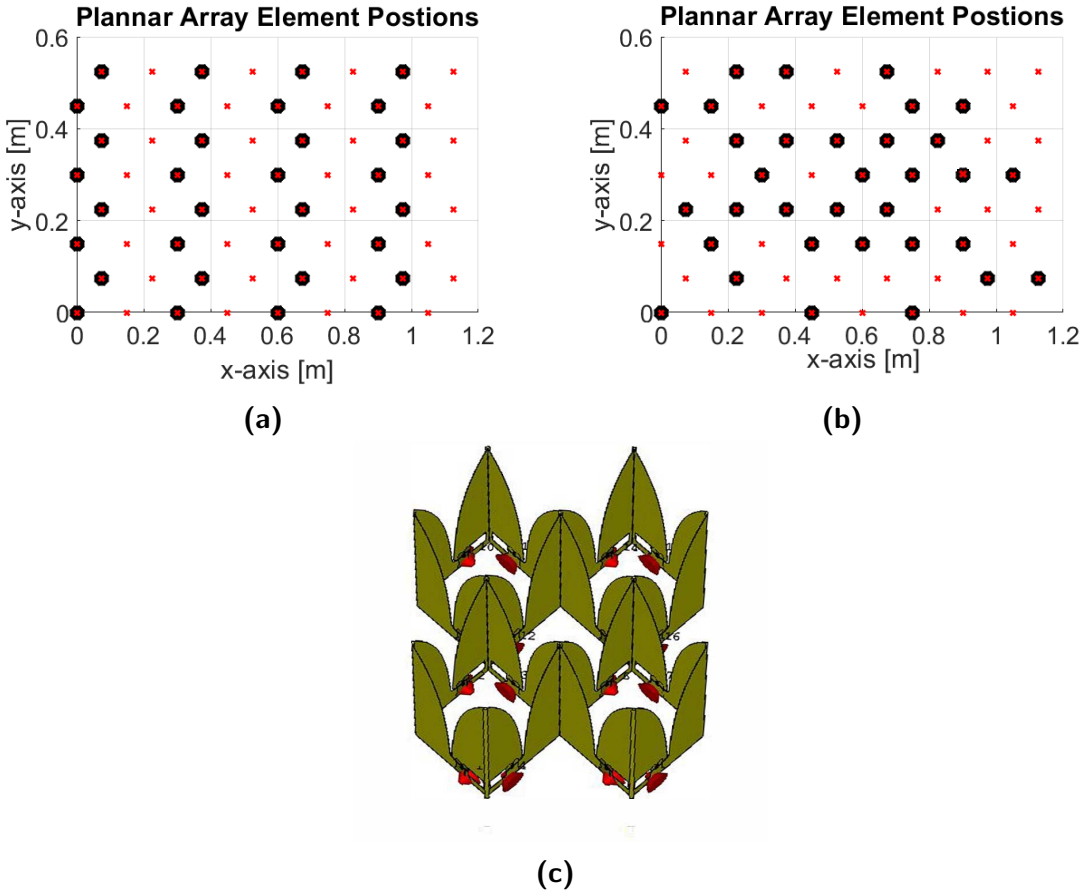 Plannar Array Element Postions
0.6
0.4
0.2
0
y-axis [m]
0 0.2 0.4 0.6 0.8 1 1.2
x-axis [m]
(a)
Plannar Array Element Postions
0.6
0.4
0.2
0
y-axis [m]
0 0.2 0.4 0.6 0.8 1 1.2
x-axis [m]
(b)
12
16
(c)